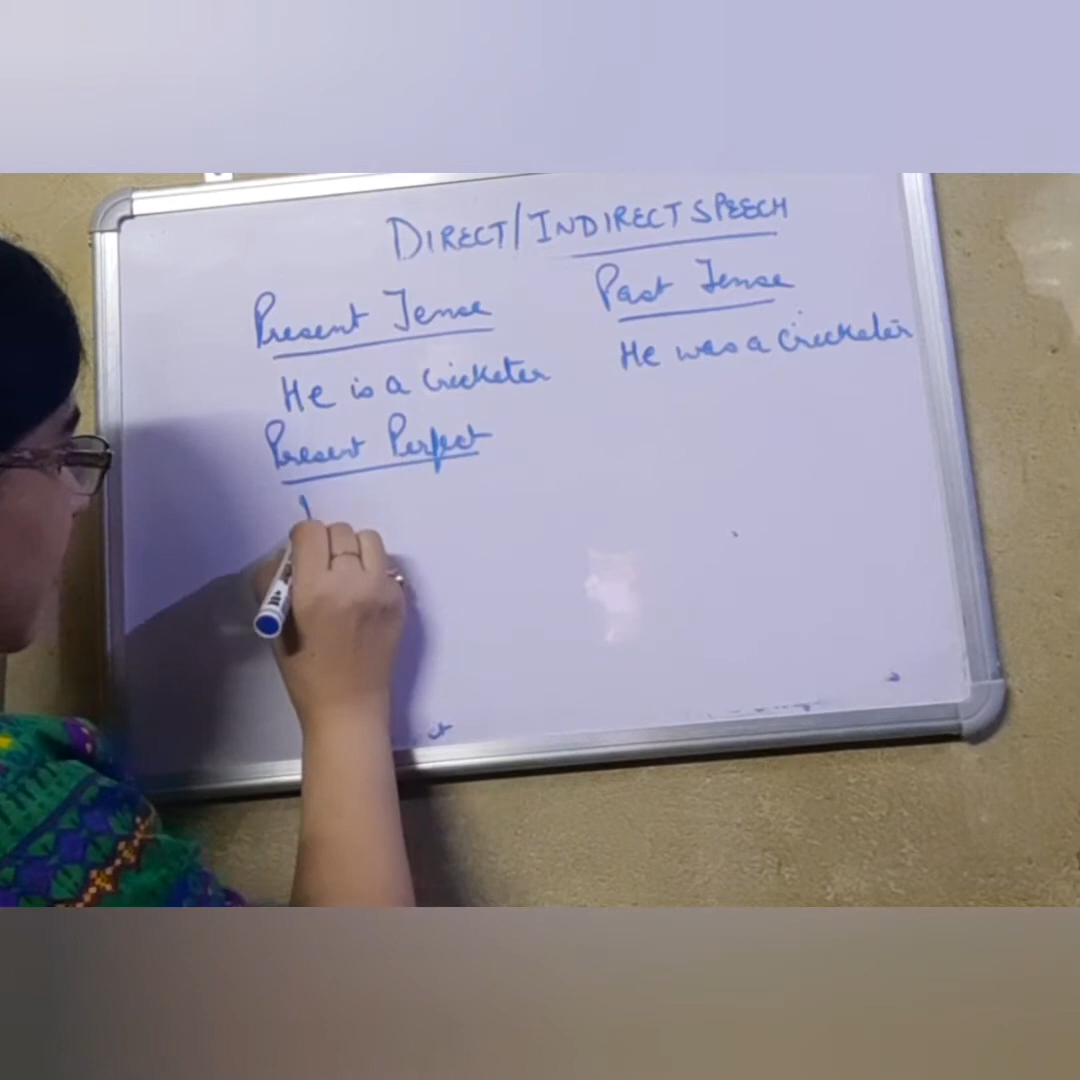 DIRECT/INDIRECT SPEECH
Present Tense
Past Tense
He is a Cricketer
He was a Cricketer
Present Perfect